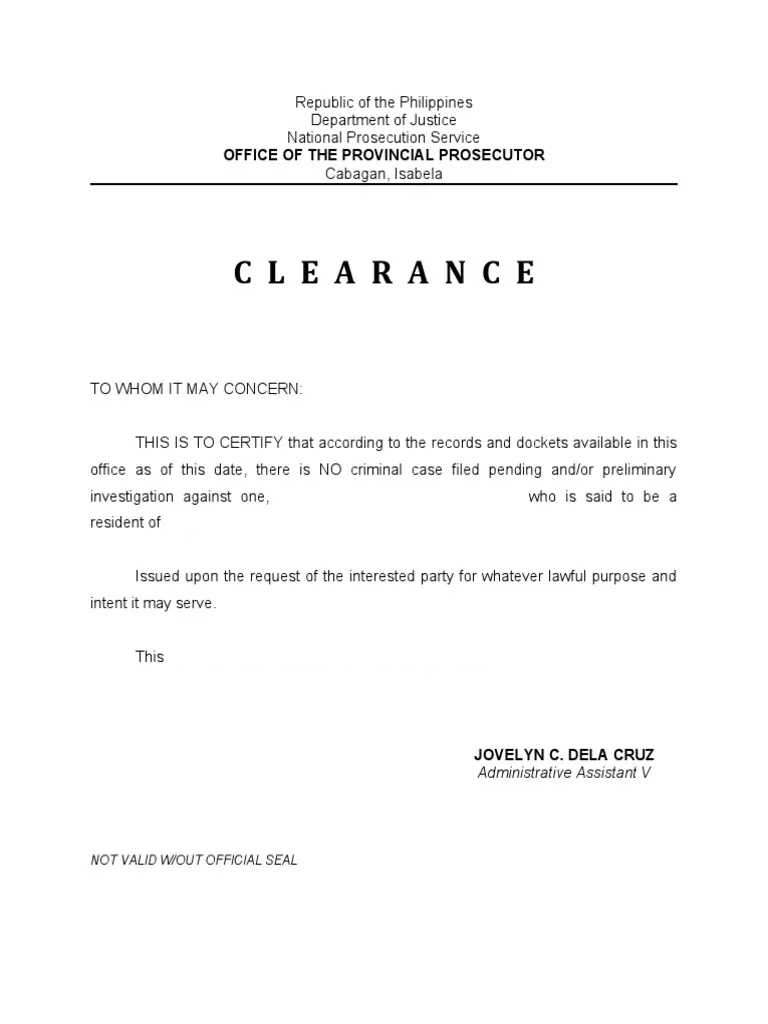 Republic of the Philippines
Department of Justice
National Prosecution Service
OFFICE OF THE PROVINCIAL PROSECUTOR
Cabagan, Isabela
CLEARANCE
TO WHOM IT MAY CONCERN:
THIS IS TO CERTIFY that according to the records and dockets available in this
office as of this date, there is NO criminal case filed pending and/or preliminary
investigation against one, who is said to be a
resident of
Issued upon the request of the interested party for whatever lawful purpose and
intent it may serve.
This
JOVELYN C. DELA CRUZ
Administrative Assistant V
NOT VALID W/OUT OFFICIAL SEAL